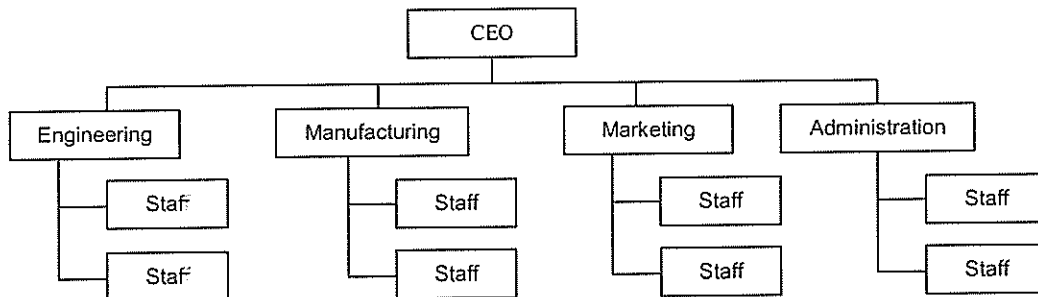 CEO
Engineering
Manufacturing
Marketing
Administration
Staff
Staff
Staff
Staff
Staff
Staff
Staff
Staff